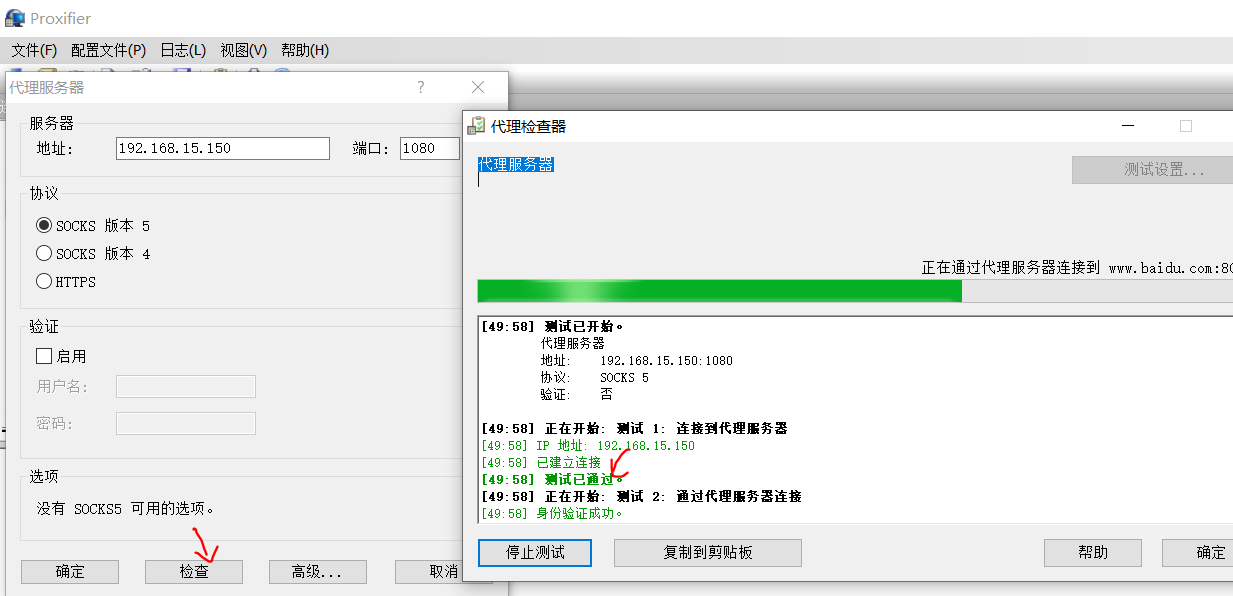 Proxifier
文件(F) 配置文件(P) 日志(L) 视图(V) 帮助(H)
代理服务器 ?
服务器
地址: 192.168.15.150 端口: 1080
协议
SOCKS 版本 5
SOCKS 版本 4
HTTPS
验证
启用
用户名:
密码:
选项
没有 SOCKS5 可用的选项。
确定 检查 高级... 取消
代理检查器
代理服务器
测试设置...
正在通过代理服务器连接到 www.baidu.com:80
[49:58] 测试已开始。
代理服务器
地址: 192.168.15.150:1080
协议: SOCKS 5
验证: 否
[49:58] 正在开始: 测试 1: 连接到代理服务器
[49:58] IP 地址: 192.168.15.150
[49:58] 已建立连接
[49:58] 测试已通过。
[49:58] 正在开始: 测试 2: 通过代理服务器连接
[49:58] 身份验证成功。
停止测试 复制到剪贴板 帮助 确定